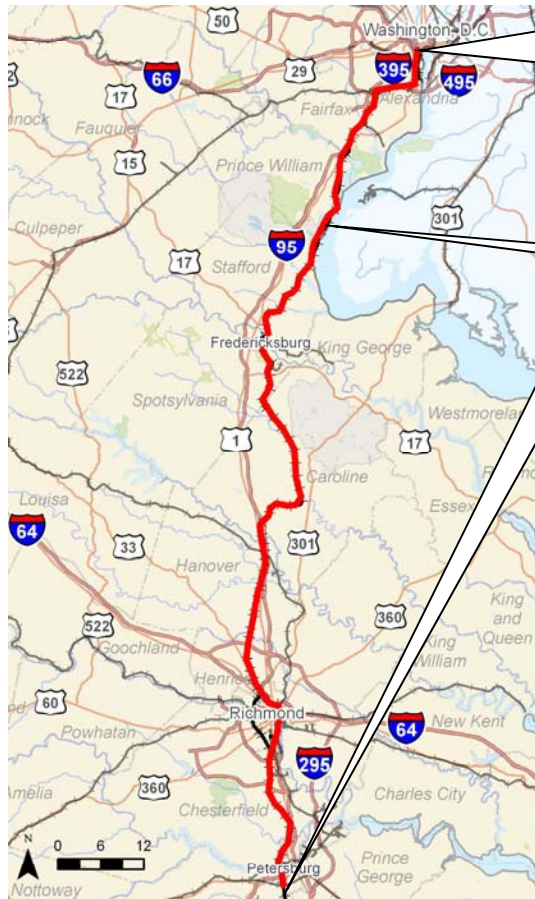 50
Washington, D.C.
29
395
66
495
Alexandria
Fairfax
17
Fauquier
15
Prince William
301
Culpeper
95
17
Stafford
Fredericksburg
King George
522
Spotsylvania
Westmorela
1
17
Caroline
Louisa
Essex
64
33
301
Hanover
King
and
Queen
522
360
Goochland
King
William
60
Richmond
New Kent
64
Powhatan
295
360
Amelia
Charles City
Chesterfield
N
0 6 12
Petersburg
Prince
George
Nottoway